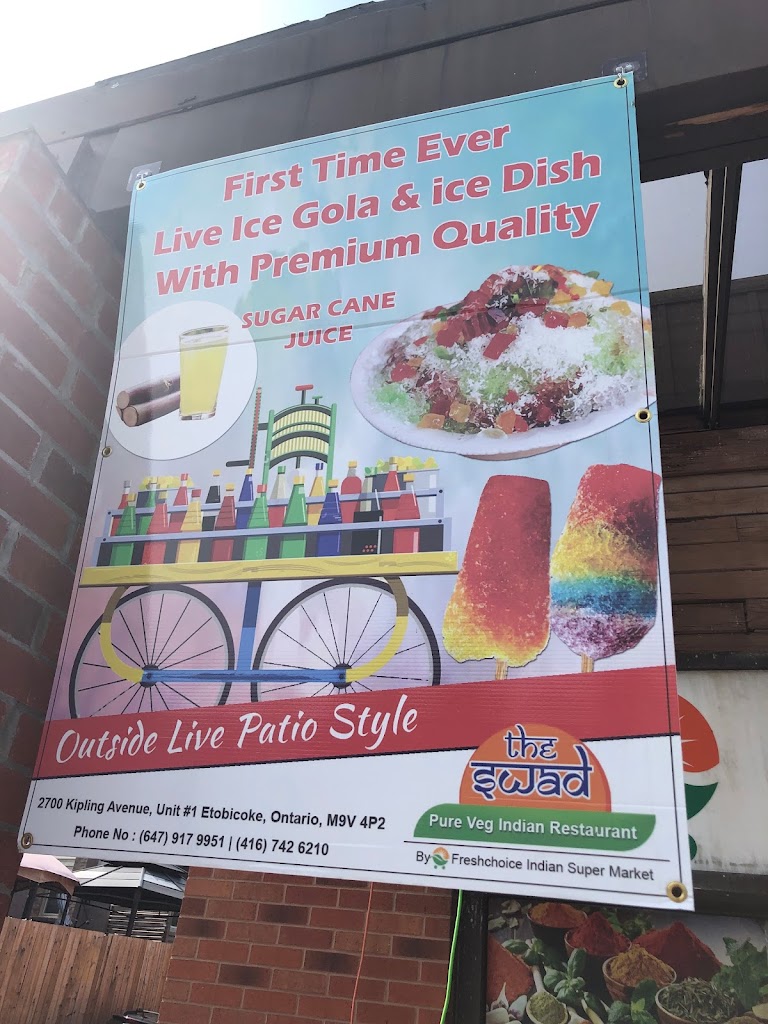 First Time Ever
Live Ice Gola & ice Dish
With Premium Quality
SUGAR CANE
JUICE
Outside Live Patio Style
the
swad
Pure Veg Indian Restaurant
2700 Kipling Avenue, Unit #1 Etobicoke, Ontario, M9V 4P2
Phone No : (647) 917 9951 | (416) 742 6210
By Freshchoice Indian Super Market